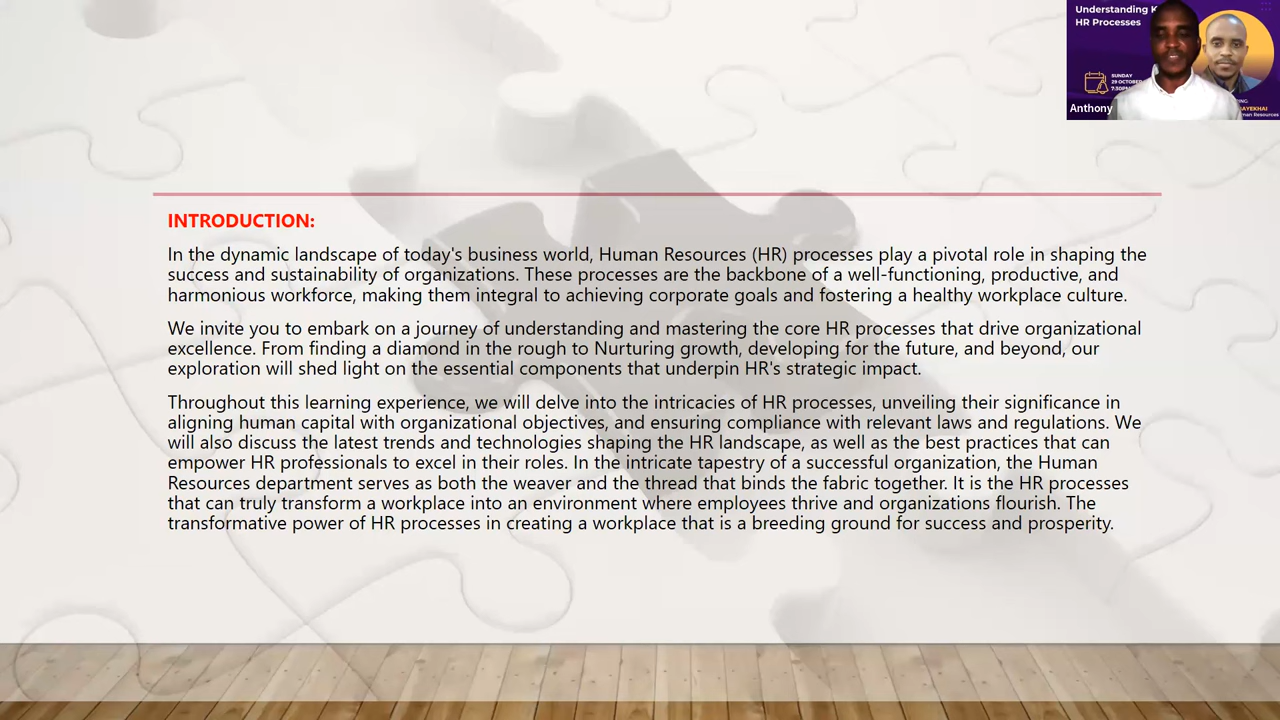 Understanding K
HR Processes
SUNDAY
29 OCTOBER
7:30PM
Anthony
INTRODUCTION:
In the dynamic landscape of today's business world, Human Resources (HR) processes play a pivotal role in shaping the
success and sustainability of organizations. These processes are the backbone of a well-functioning, productive, and
harmonious workforce, making them integral to achieving corporate goals and fostering a healthy workplace culture.
We invite you to embark on a journey of understanding and mastering the core HR processes that drive organizational
excellence. From finding a diamond in the rough to Nurturing growth, developing for the future, and beyond, our
exploration will shed light on the essential components that underpin HR's strategic impact.
Throughout this learning experience, we will delve into the intricacies of HR processes, unveiling their significance in
aligning human capital with organizational objectives, and ensuring compliance with relevant laws and regulations. We
will also discuss the latest trends and technologies shaping the HR landscape, as well as the best practices that can
empower HR professionals to excel in their roles. In the intricate tapestry of a successful organization, the Human
Resources department serves as both the weaver and the thread that binds the fabric together. It is the HR processes
that can truly transform a workplace into an environment where employees thrive and organizations flourish. The
transformative power of HR processes in creating a workplace that is a breeding ground for success and prosperity.